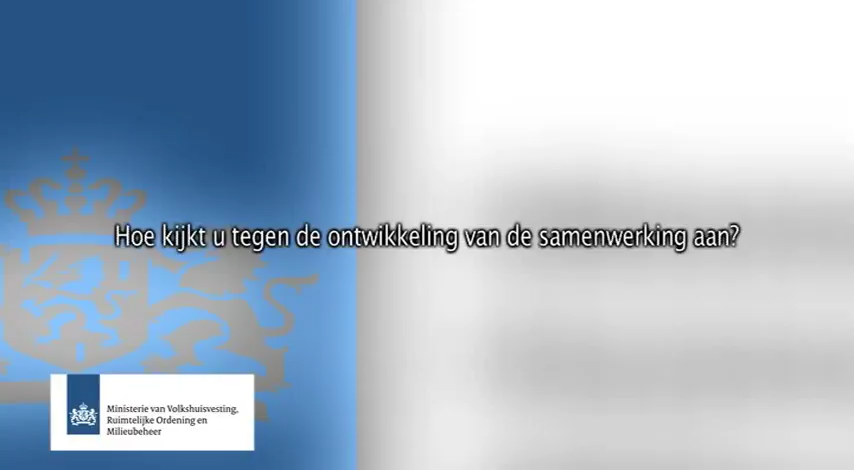 Hoe kijkt u tegen de ontwikkeling van de samenwerking aan?
Ministerie van Volkshuisvesting,
Ruimtelijke Ordening en
Milieubeheer